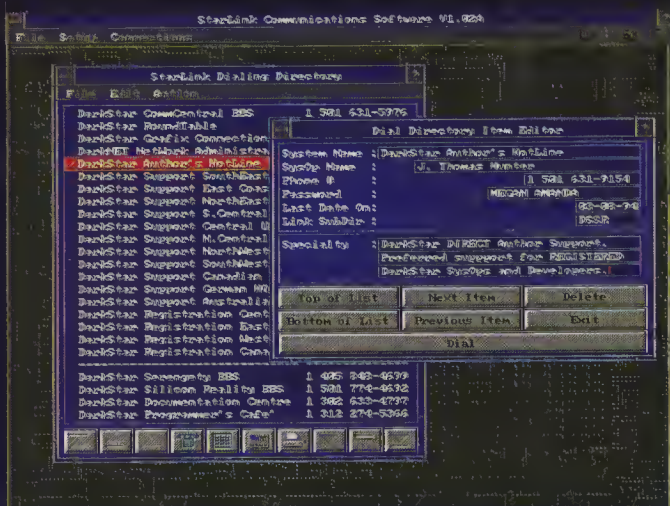 StarLink Communications Software V1.02A
File Setup Connections
StarLink Dialing Directory
File Edit Action
DarkStar CommCentral BBS 1 501 631-5976
DarkStar RoundTable
DarkStar Grafix Connection
DarkNET NetWork Administra
DarkStar Author's HotLine
DarkStar Support SouthEast
DarkStar Support East Coas
DarkStar Support NorthEast
DarkStar Support S.Central
DarkStar Support Central U
DarkStar Support N.Central
DarkStar Support NorthWest
DarkStar Support SouthWest
DarkStar Support Canadian
DarkStar Support German
DarkStar Support Australia
DarkStar Registration Cent
DarkStar Registration East
DarkStar Registration West
DarkStar Registration Cana
DarkStar Serengety BBS 1 405 248-4699
DarkStar Silicon Reality BBS 1 501 774-4692
DarkStar Documentation Centre 1 302 633-4797
DarkStar Programmer's Cafe' 1 312 274-5366
Dial Directory Item Editor
System Name : DarkStar Author's HotLine
SysOp Name : J. Thomas Hunter
Phone # : 1 501 631-7154
Password : MEGAN AMANDA
Last Date On:
Link SubDir : DSSR
Specialty : DarkStar DIRECT Author Support.
Preferred support for REGISTERED
DarkStar SysOps and Developers.
Top of List Next Item Delete
Bottom of List Previous Item Exit
Dial